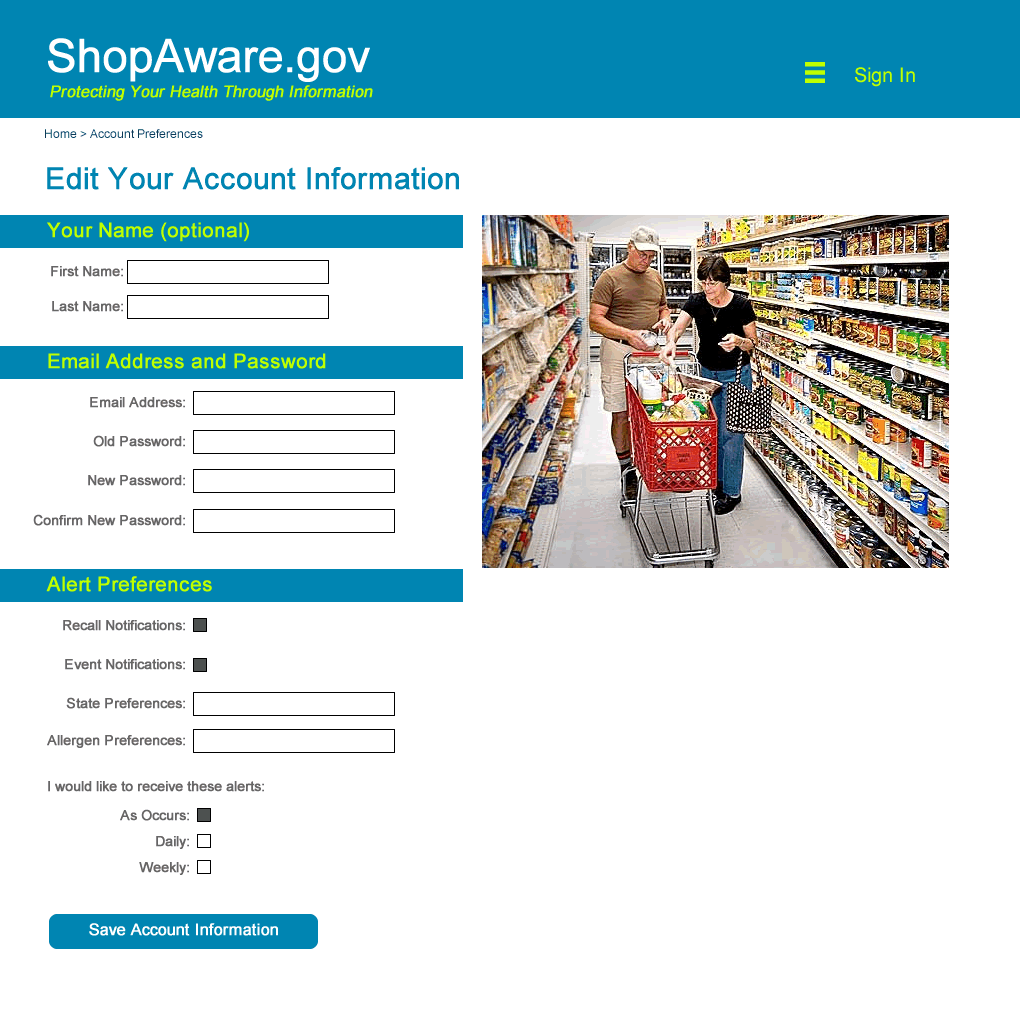 ShopAware.gov
Protecting Your Health Through Information
Sign In
Home > Account Preferences
Edit Your Account Information
Your Name (optional)
First Name:
Last Name:
Email Address and Password
Email Address:
Old Password:
New Password:
Confirm New Password:
Alert Preferences
Recall Notifications:
Event Notifications:
State Preferences:
Allergen Preferences:
I would like to receive these alerts:
As Occurs:
Daily:
Weekly:
Save Account Information